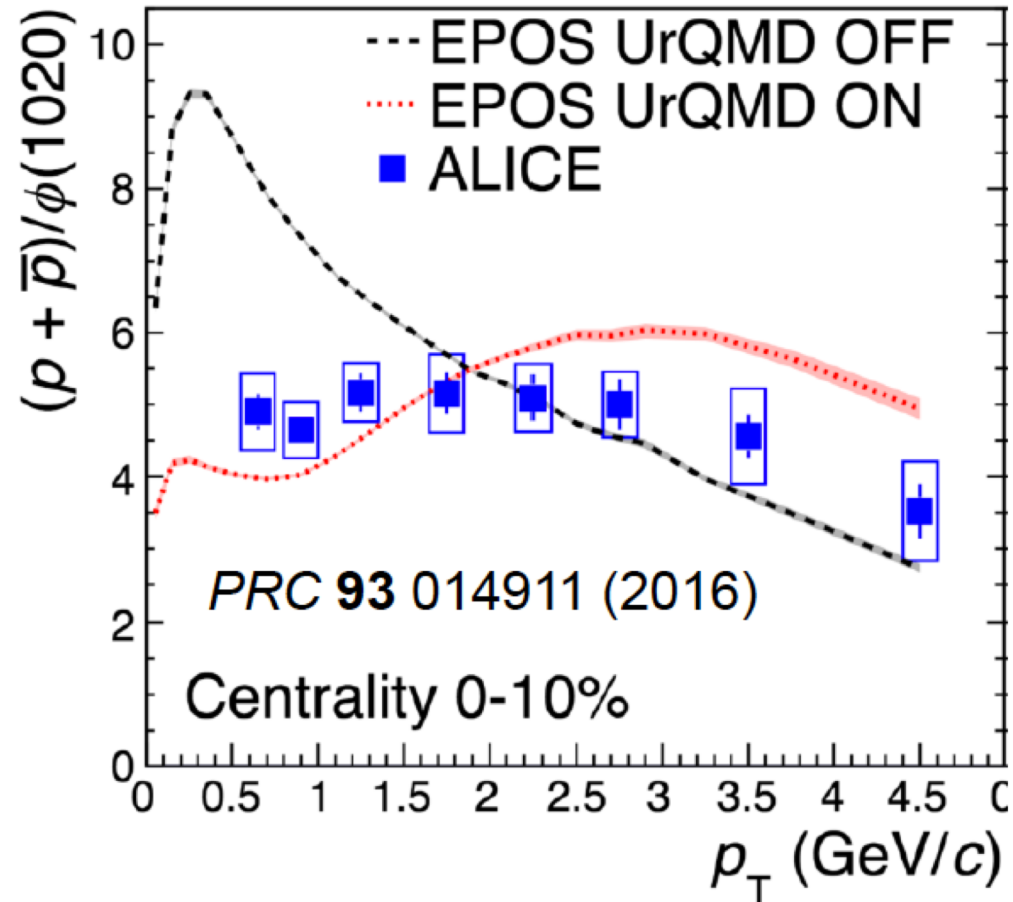 (p + p̅)/ϕ(1020)
10
8
6
4
2
0
EPOS UrQMD OFF
EPOS UrQMD ON
ALICE
PRC 93 014911 (2016)
Centrality 0-10%
0 0.5 1 1.5 2 2.5 3 3.5 4 4.5 0
p_T (GeV/c)